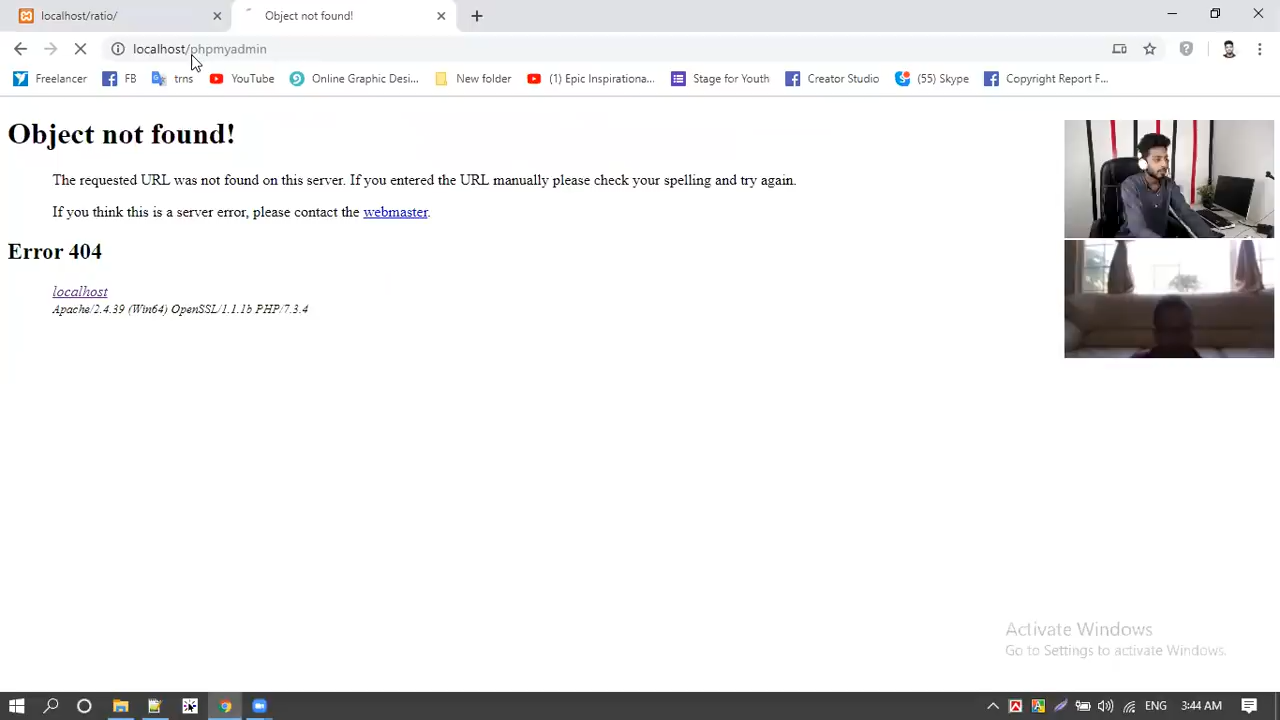 localhost/ratio/
Object not found!
localhost/phpmyadmin
Freelancer FB trns YouTube Online Graphic Desi... New folder (1) Epic Inspirationa... Stage for Youth Creator Studio (55) Skype Copyright Report F...
Object not found!
The requested URL was not found on this server. If you entered the URL manually please check your spelling and try again.
If you think this is a server error, please contact the webmaster.
Error 404
localhost
Apache/2.4.39 (Win64) OpenSSL/1.1.1b PHP/7.3.4
Activate Windows
Go to Settings to activate Windows.
ENG 3:44 AM